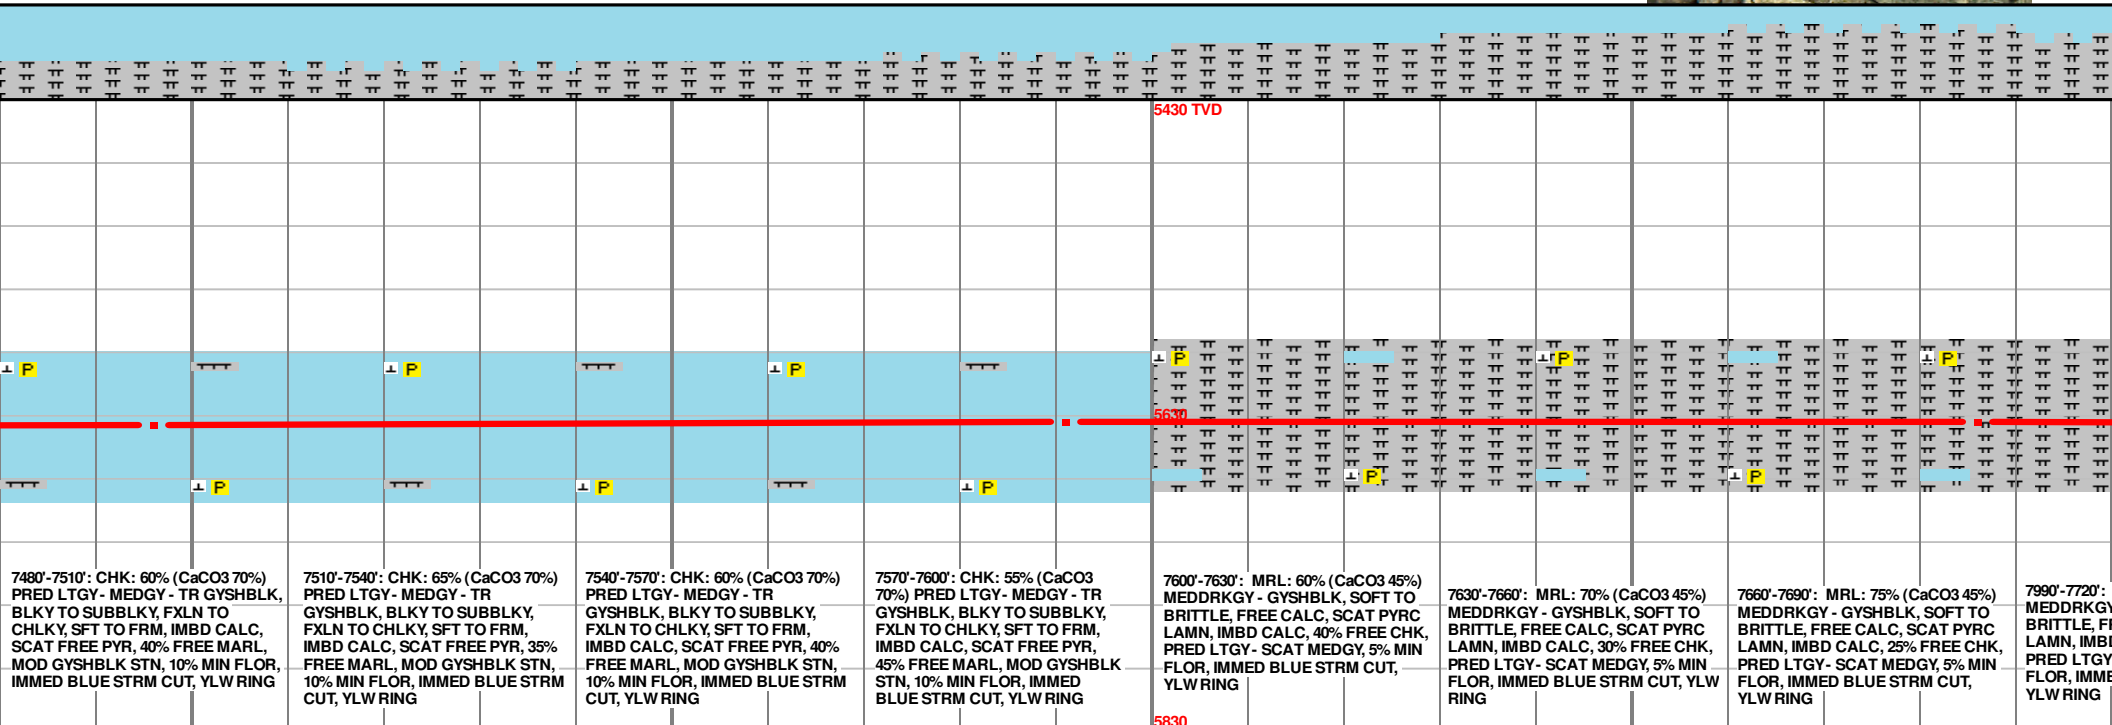 5430 TVD
P
P
P
P
P
P
P
5630
P
P
P
P
P
P
7480'-7510': CHK: 60% (CaCO3 70%)
PRED LTGY - MEDGY - TR GYSHBLK,
BLKY TO SUBBLKY, FXLN TO
CHLKY, SFT TO FRM, IMBD CALC,
SCAT FREE PYR, 40% FREE MARL,
MOD GYSHBLK STN, 10% MIN FLOR,
IMMED BLUE STRM CUT, YLW RING
7510'-7540': CHK: 65% (CaCO3 70%)
PRED LTGY - MEDGY - TR
GYSHBLK, BLKY TO SUBBLKY,
FXLN TO CHLKY, SFT TO FRM,
IMBD CALC, SCAT FREE PYR, 35%
FREE MARL, MOD GYSHBLK STN,
10% MIN FLOR, IMMED BLUE STRM
CUT, YLW RING
7540'-7570': CHK: 60% (CaCO3 70%)
PRED LTGY - MEDGY - TR
GYSHBLK, BLKY TO SUBBLKY,
FXLN TO CHLKY, SFT TO FRM,
IMBD CALC, SCAT FREE PYR, 40%
FREE MARL, MOD GYSHBLK STN,
10% MIN FLOR, IMMED BLUE STRM
CUT, YLW RING
7570'-7600': CHK: 55% (CaCO3
70%) PRED LTGY - MEDGY - TR
GYSHBLK, BLKY TO SUBBLKY,
FXLN TO CHLKY, SFT TO FRM,
IMBD CALC, SCAT FREE PYR,
45% FREE MARL, MOD GYSHBLK
STN, 10% MIN FLOR, IMMED
BLUE STRM CUT, YLW RING
7600'-7630': MRL: 60% (CaCO3 45%)
MEDDRKGY - GYSHBLK, SOFT TO
BRITTLE, FREE CALC, SCAT PYRC
LAMN, IMBD CALC, 40% FREE CHK,
PRED LTGY - SCAT MEDGY, 5% MIN
FLOR, IMMED BLUE STRM CUT,
YLW RING
7630'-7660': MRL: 70% (CaCO3 45%)
MEDDRKGY - GYSHBLK, SOFT TO
BRITTLE, FREE CALC, SCAT PYRC
LAMN, IMBD CALC, 30% FREE CHK,
PRED LTGY - SCAT MEDGY, 5% MIN
FLOR, IMMED BLUE STRM CUT, YLW
RING
7660'-7690': MRL: 75% (CaCO3 45%)
MEDDRKGY - GYSHBLK, SOFT TO
BRITTLE, FREE CALC, SCAT PYRC
LAMN, IMBD CALC, 25% FREE CHK,
PRED LTGY - SCAT MEDGY, 5% MIN
FLOR, IMMED BLUE STRM CUT,
YLW RING
7990'-7720':
MEDDRKGY
BRITTLE, F
LAMN, IMB
PRED LTGY
FLOR, IMME
YLW RING
5830